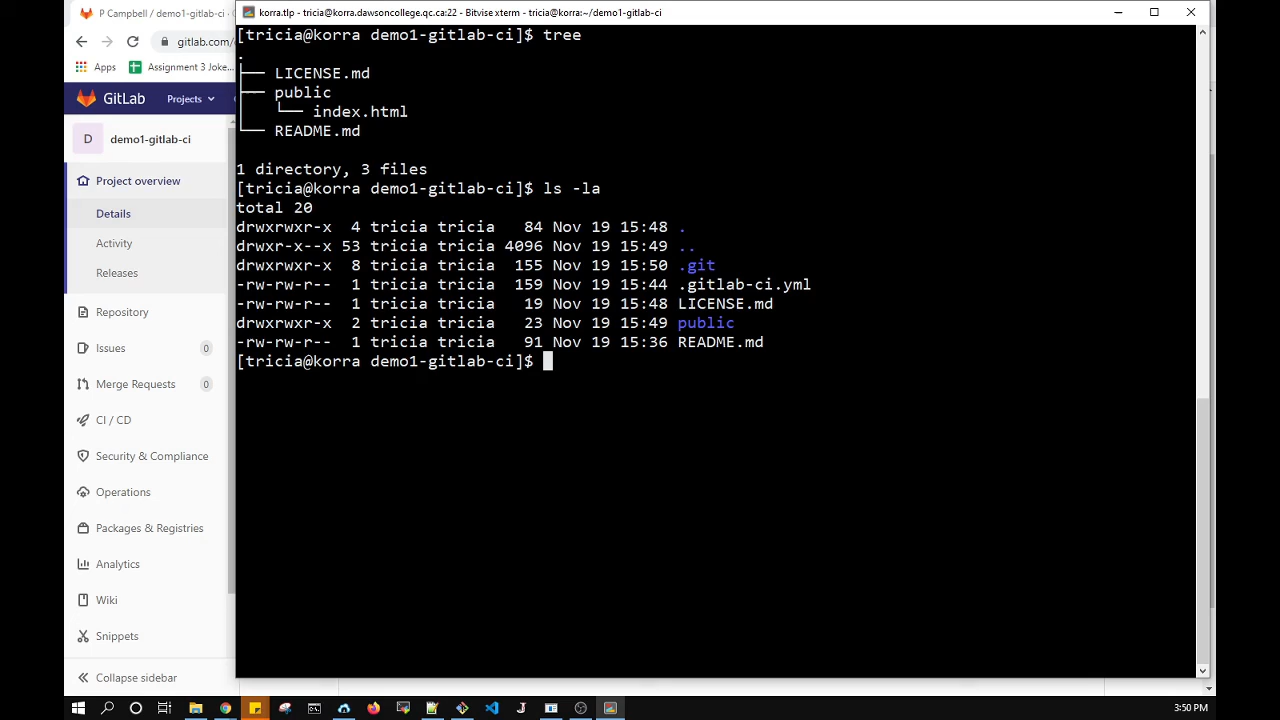 P Campbell / demo1-gitlab-ci / ·
korra.tlp - tricia@korra.dawsoncollege.qc.ca:22 - Bitvise xterm - tricia@korra:~/demo1-gitlab-ci
gitlab.com/
Apps
Assignment 3 Joke...
GitLab
Projects
D
demo1-gitlab-ci
Project overview
Details
Activity
Releases
Repository
Issues
0
Merge Requests
0
CI / CD
Security & Compliance
Operations
Packages & Registries
Analytics
Wiki
Snippets
Collapse sidebar
[tricia@korra demo1-gitlab-ci]$ tree
.
├── LICENSE.md
├── public
│   └── index.html
└── README.md
1 directory, 3 files
[tricia@korra demo1-gitlab-ci]$ ls -la
total 20
drwxrwxr-x 4 tricia tricia 84 Nov 19 15:48 .
drwxr-x--x 53 tricia tricia 4096 Nov 19 15:49 ..
drwxrwxr-x 8 tricia tricia 155 Nov 19 15:50 .git
-rw-rw-r-- 1 tricia tricia 159 Nov 19 15:44 .gitlab-ci.yml
-rw-rw-r-- 1 tricia tricia 19 Nov 19 15:48 LICENSE.md
drwxrwxr-x 2 tricia tricia 23 Nov 19 15:49 public
-rw-rw-r-- 1 tricia tricia 91 Nov 19 15:36 README.md
[tricia@korra demo1-gitlab-ci]$
3:50 PM